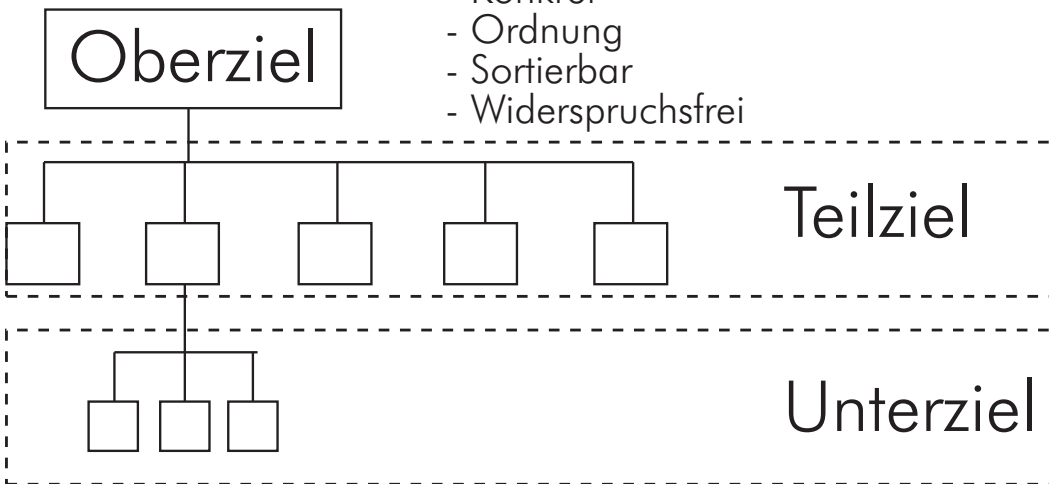 Oberziel
- Ordnung
- Sortierbar
- Widerspruchsfrei
Teilziel
Unterziel